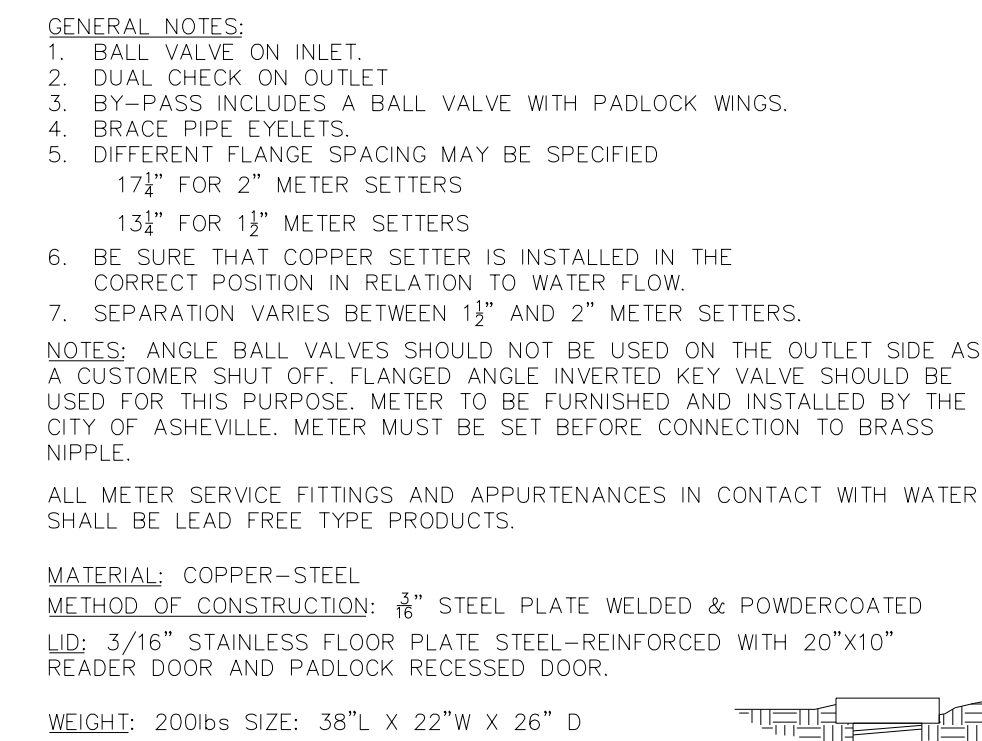 GENERAL NOTES:
1. BALL VALVE ON INLET.
2. DUAL CHECK ON OUTLET
3. BY-PASS INCLUDES A BALL VALVE WITH PADLOCK WINGS.
4. BRACE PIPE EYELETS.
5. DIFFERENT FLANGE SPACING MAY BE SPECIFIED
17 1/4" FOR 2" METER SETTERS
13 1/4" FOR 1 1/2" METER SETTERS
6. BE SURE THAT COPPER SETTER IS INSTALLED IN THE
CORRECT POSITION IN RELATION TO WATER FLOW.
7. SEPARATION VARIES BETWEEN 1 1/2" AND 2" METER SETTERS.
NOTES: ANGLE BALL VALVES SHOULD NOT BE USED ON THE OUTLET SIDE AS
A CUSTOMER SHUT OFF. FLANGED ANGLE INVERTED KEY VALVE SHOULD BE
USED FOR THIS PURPOSE. METER TO BE FURNISHED AND INSTALLED BY THE
CITY OF ASHEVILLE. METER MUST BE SET BEFORE CONNECTION TO BRASS
NIPPLE.
ALL METER SERVICE FITTINGS AND APPURTENANCES IN CONTACT WITH WATER
SHALL BE LEAD FREE TYPE PRODUCTS.
MATERIAL: COPPER-STEEL
METHOD OF CONSTRUCTION: 3/16" STEEL PLATE WELDED & POWDERCOATED
LID: 3/16" STAINLESS FLOOR PLATE STEEL-REINFORCED WITH 20"X10"
READER DOOR AND PADLOCK RECESSED DOOR.
WEIGHT: 200lbs SIZE: 38"L X 22"W X 26" D